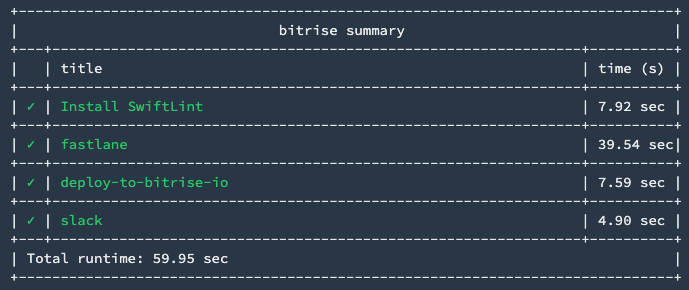 bitrise summary
title | time (s)
✓ | Install SwiftLint | 7.92 sec
✓ | fastlane | 39.54 sec
✓ | deploy-to-bitrise-io | 7.59 sec
✓ | slack | 4.90 sec
Total runtime: 59.95 sec